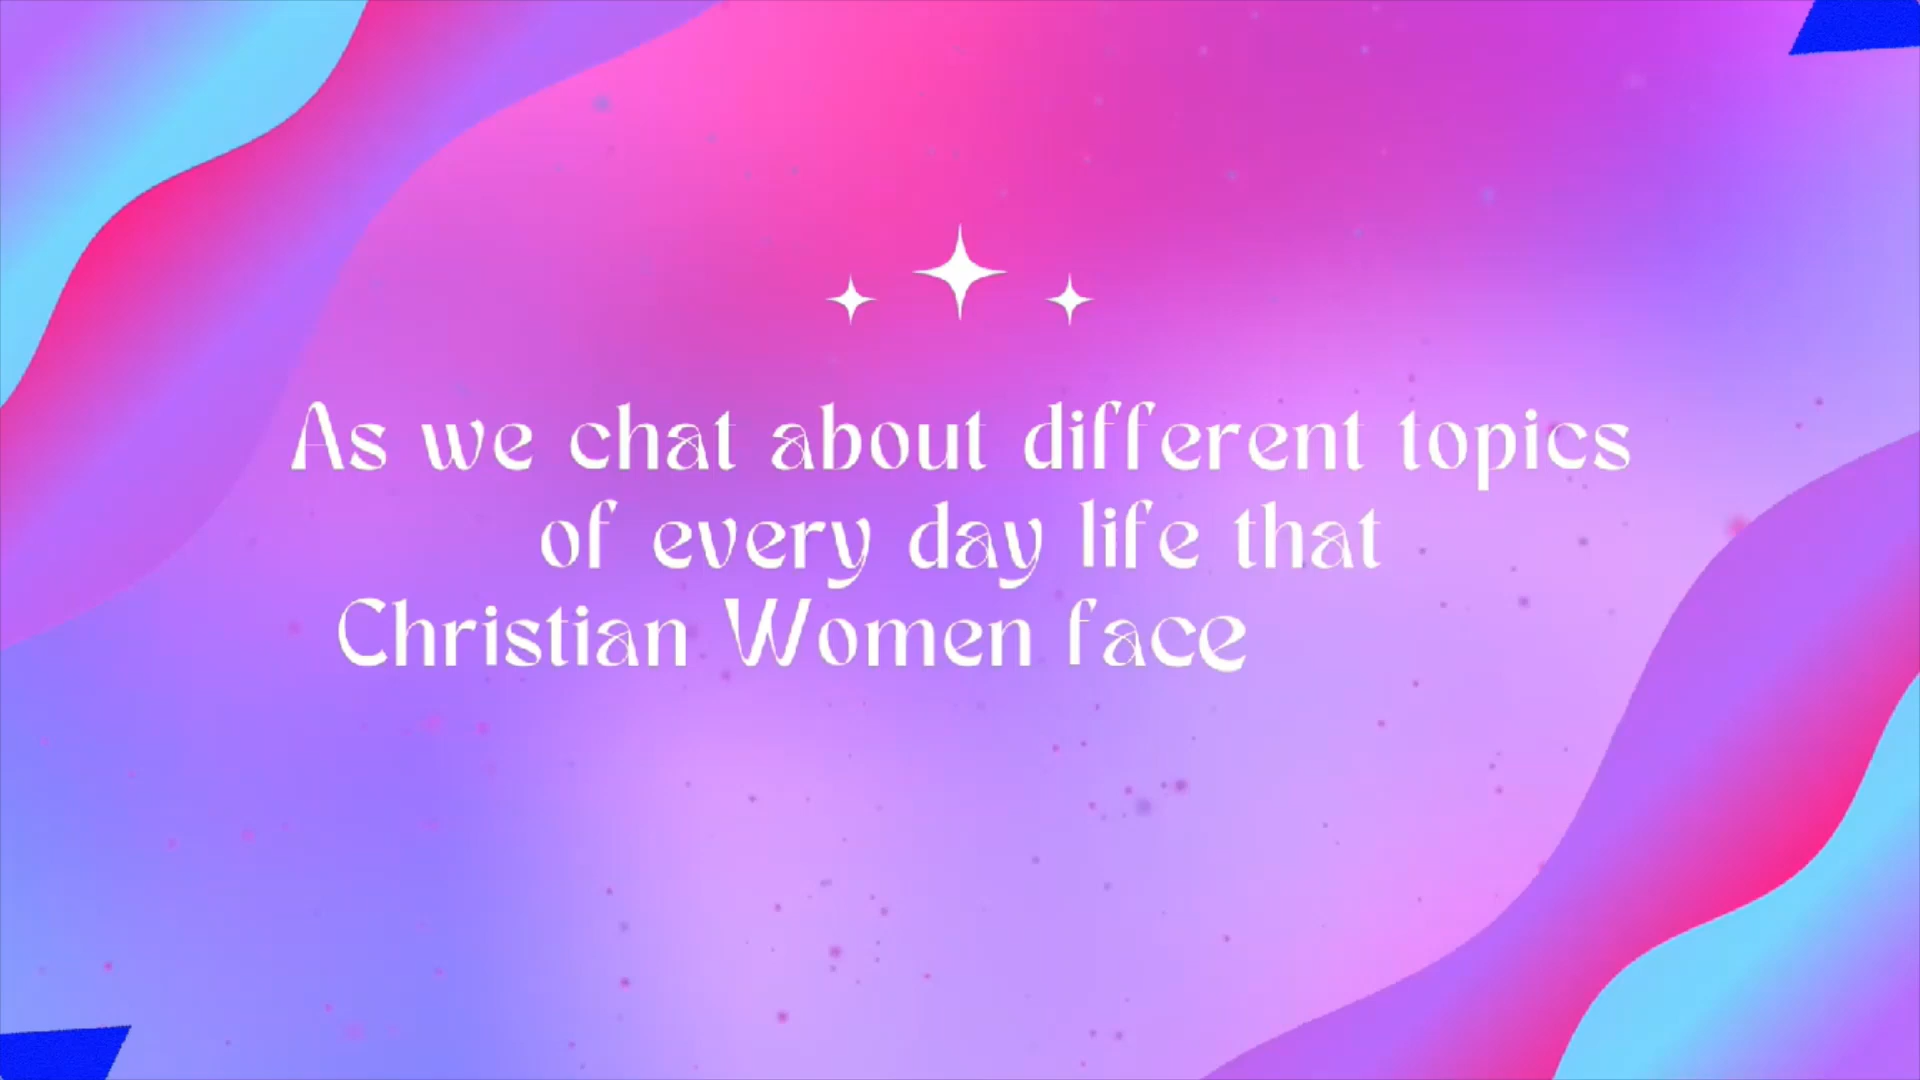 As we chat about different topics
of every day life that
Christian Women face